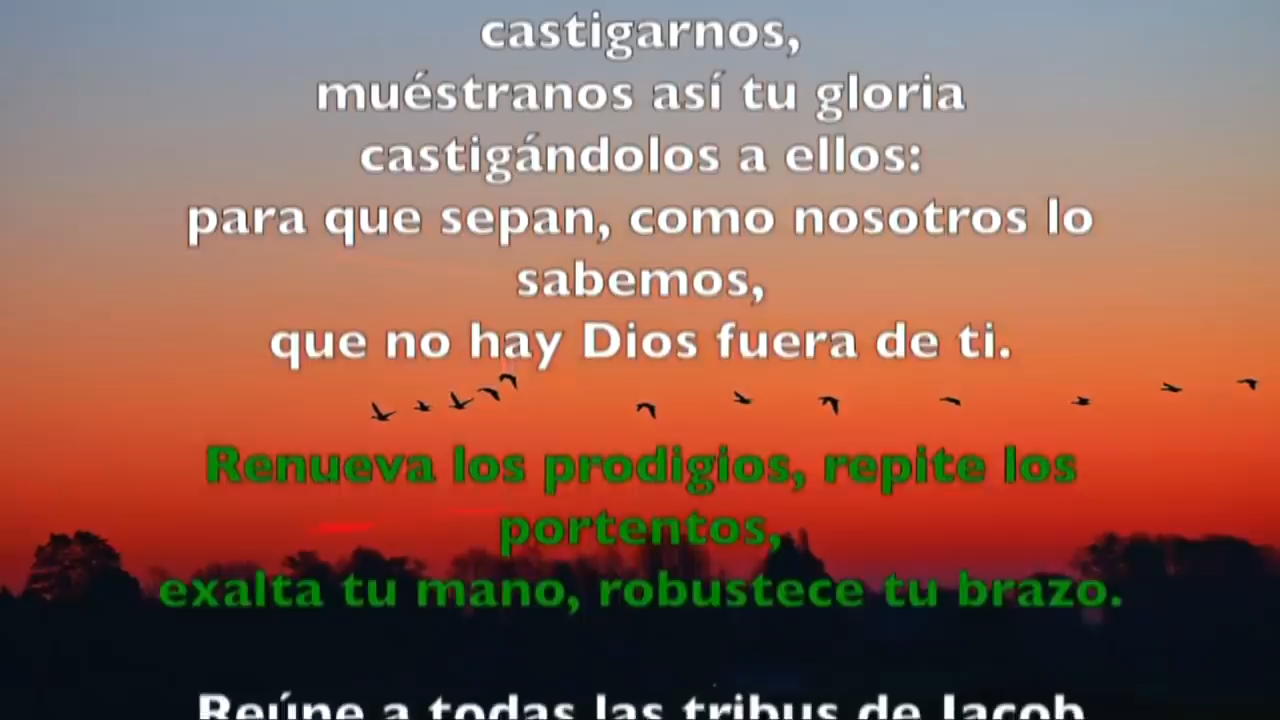 castigarnos,
muéstranos así tu gloria
castigándolos a ellos:
para que sepan, como nosotros lo
sabemos,
que no hay Dios fuera de ti.
Renueva los prodigios, repite los
portentos,
exalta tu mano, robustece tu brazo.
Reúne a todas las tribus de Jacob